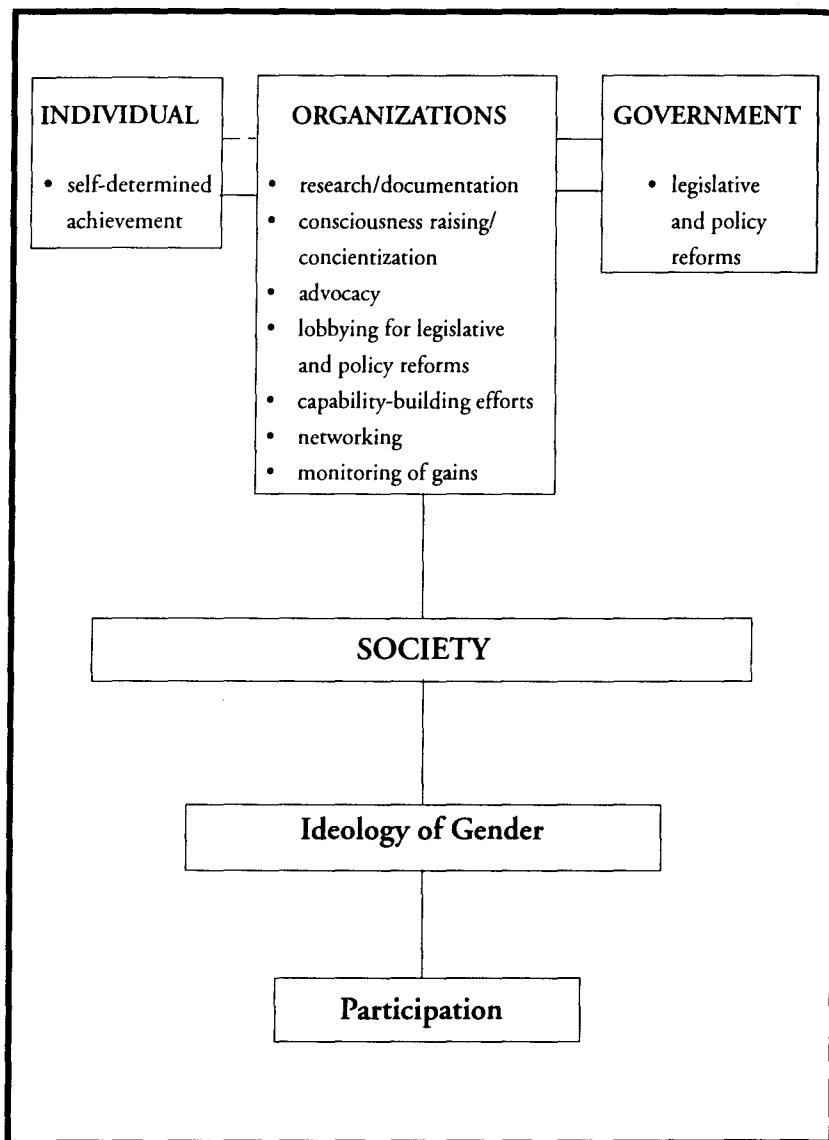 INDIVIDUAL
• self-determined
achievement
ORGANIZATIONS
• research/documentation
• consciousness raising/
concientization
• advocacy
• lobbying for legislative
and policy reforms
• capability-building efforts
• networking
• monitoring of gains
GOVERNMENT
• legislative
and policy
reforms
SOCIETY
Ideology of Gender
Participation